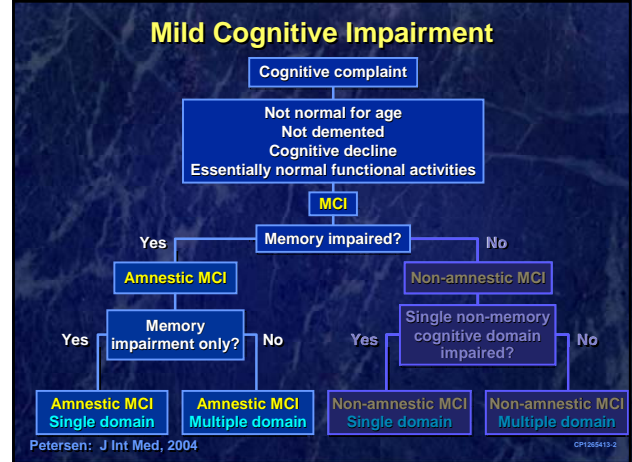 Mild Cognitive Impairment
Cognitive complaint
Not normal for age
Not demented
Cognitive decline
Essentially normal functional activities
MCI
Yes
Memory impaired?
No
Amnestic MCI
Non-amnestic MCI
Yes
Memory
impairment only?
No
Yes
Single non-memory
cognitive domain
impaired?
No
Amnestic MCI
Single domain
Amnestic MCI
Multiple domain
Non-amnestic MCI
Single domain
Non-amnestic MCI
Multiple domain
Petersen: J Int Med, 2004
CP1265413-2